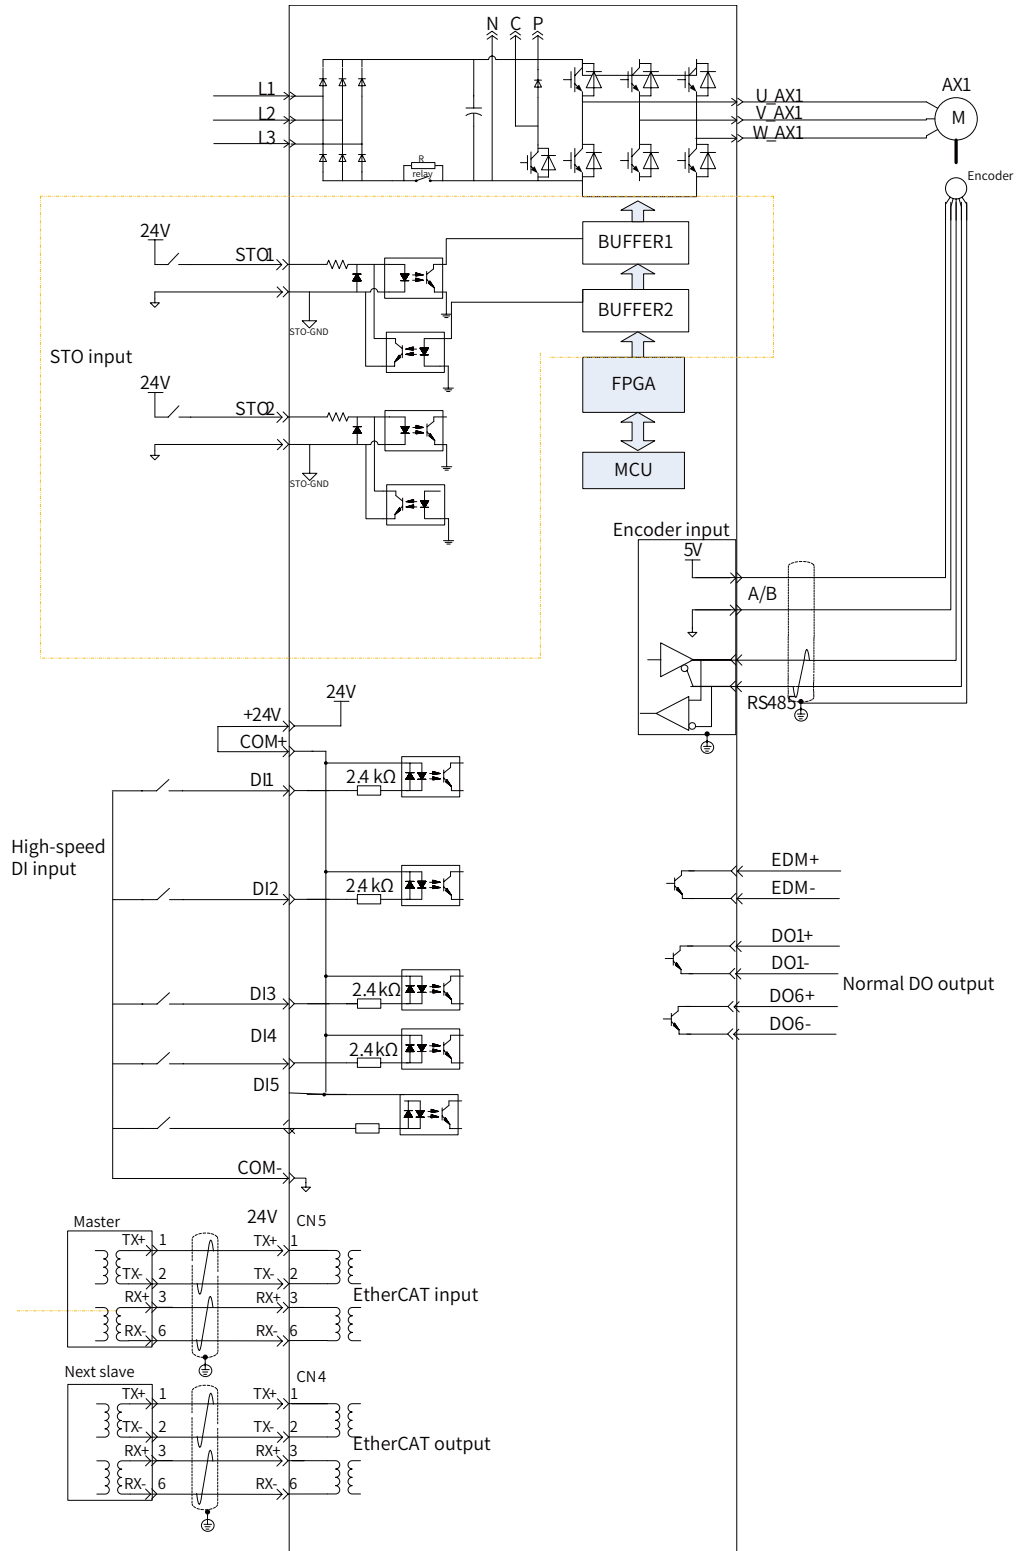 N C P
L1
L2
L3
R
relay
U_AX1
V_AX1
W_AX1
AX1
M
Encoder
24V
STO1
STO-GND
BUFFER1
BUFFER2
STO input
24V
STO2
STO-GND
FPGA
MCU
Encoder input
5V
A/B
RS485
24V
+24V
COM+
DI1
2.4 kΩ
High-speed
DI input
DI2
2.4 kΩ
DI3
2.4 kΩ
DI4
2.4 kΩ
DI5
COM-
EDM+
EDM-
DO1+
DO1-
Normal DO output
DO6+
DO6-
24V
Master
CN5
TX+ 1 TX+ 1
TX- 2 TX- 2
EtherCAT input
RX+ 3 RX+ 3
RX- 6 RX- 6
Next slave
CN4
TX+ 1 TX+ 1
TX- 2 TX- 2
EtherCAT output
RX+ 3 RX+ 3
RX- 6 RX- 6